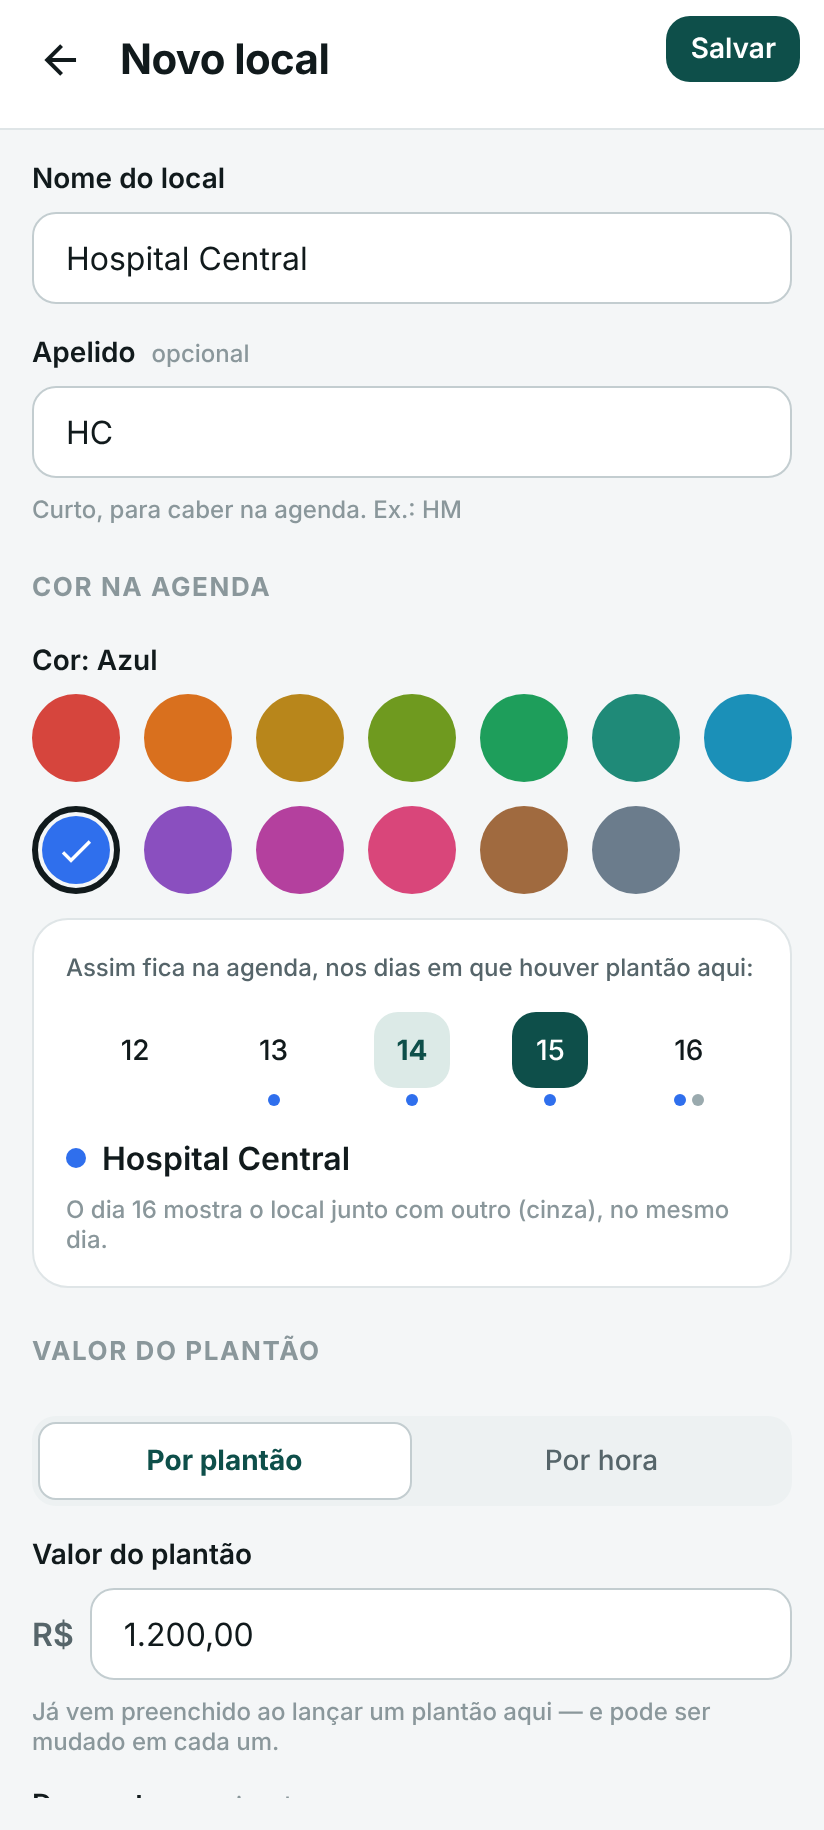 Novo local
Salvar
Nome do local
Hospital Central
Apelido opcional
HC
Curto, para caber na agenda. Ex.: HM
COR NA AGENDA
Cor: Azul
Assim fica na agenda, nos dias em que houver plantão aqui:
12 13 14 15 16
Hospital Central
O dia 16 mostra o local junto com outro (cinza), no mesmo
dia.
VALOR DO PLANTÃO
Por plantão Por hora
Valor do plantão
R$ 1.200,00
Já vem preenchido ao lançar um plantão aqui — e pode ser
mudado em cada um.